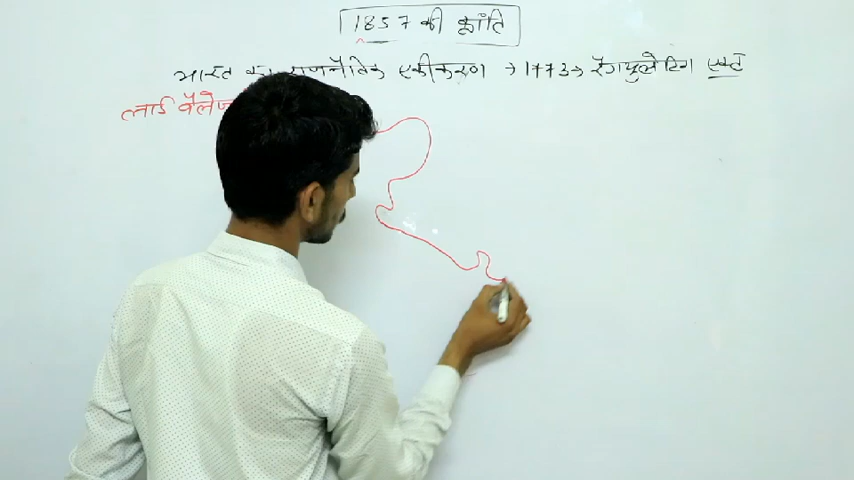 1857 की क्रांति
भारत का राजनैतिक एकीकरण → 1773 → रेग्युलेटिंग एक्ट
लार्ड